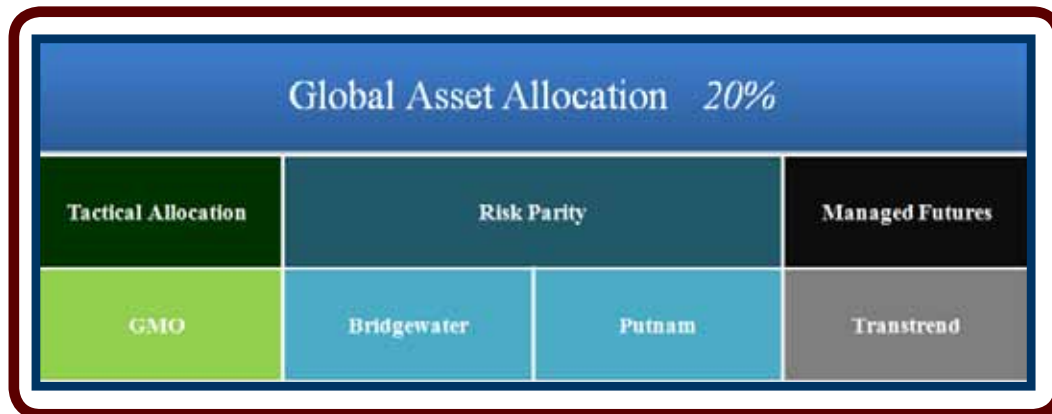 Global Asset Allocation 20%
Tactical Allocation Risk Parity Managed Futures
GMO Bridgewater Putnam Transtrend